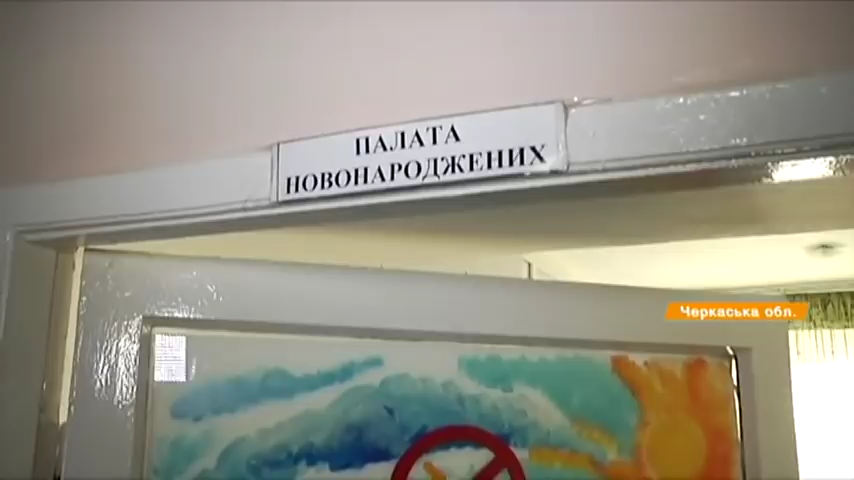 ПАЛАТА
НОВОНАРОДЖЕНИХ
Черкаська обл.